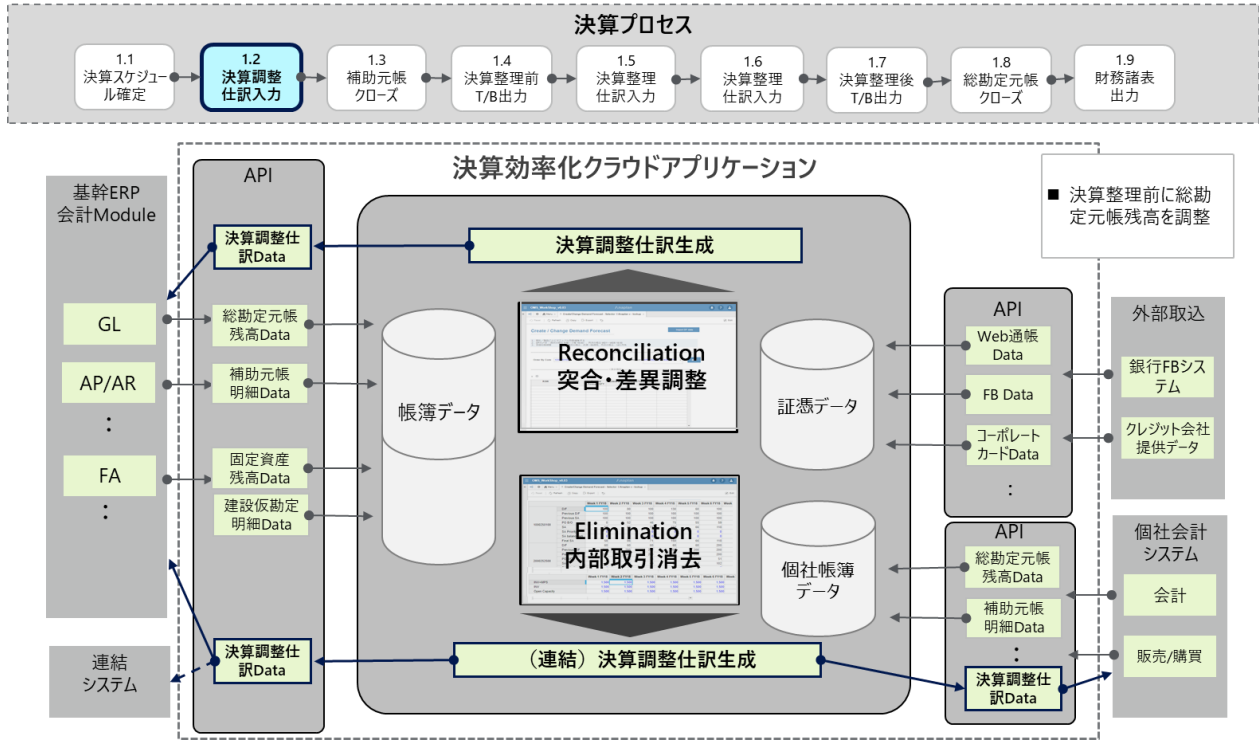 決算プロセス
1.1
決算スケジュー
ル確定
1.2
決算調整
仕訳入力
1.3
補助元帳
クローズ
1.4
決算整理前
T/B出力
1.5
決算整理
仕訳入力
1.6
決算整理
仕訳入力
1.7
決算整理後
T/B出力
1.8
総勘定元帳
クローズ
1.9
財務諸表
出力
決算効率化クラウドアプリケーション
■ 決算整理前に総勘
定元帳残高を調整
基幹ERP
会計Module
GL
AP/AR
:
FA
:
連結
システム
API
決算調整仕
訳Data
総勘定元帳
残高Data
補助元帳
明細Data
固定資産
残高Data
建設仮勘定
明細Data
決算調整仕
訳Data
決算調整仕訳生成
帳簿データ
Create / Change Demand Forecast
Reconciliation
突合・差異調整
Elimination
内部取引消去
(連結)決算調整仕訳生成
証憑データ
個社帳簿
データ
API
Web通帳
Data
FB Data
コーポレート
カードData
:
外部取込
銀行FBシス
テム
クレジット会社
提供データ
API
総勘定元帳
残高Data
補助元帳
明細Data
:
決算調整仕
訳Data
個社会計
システム
会計
販売/購買